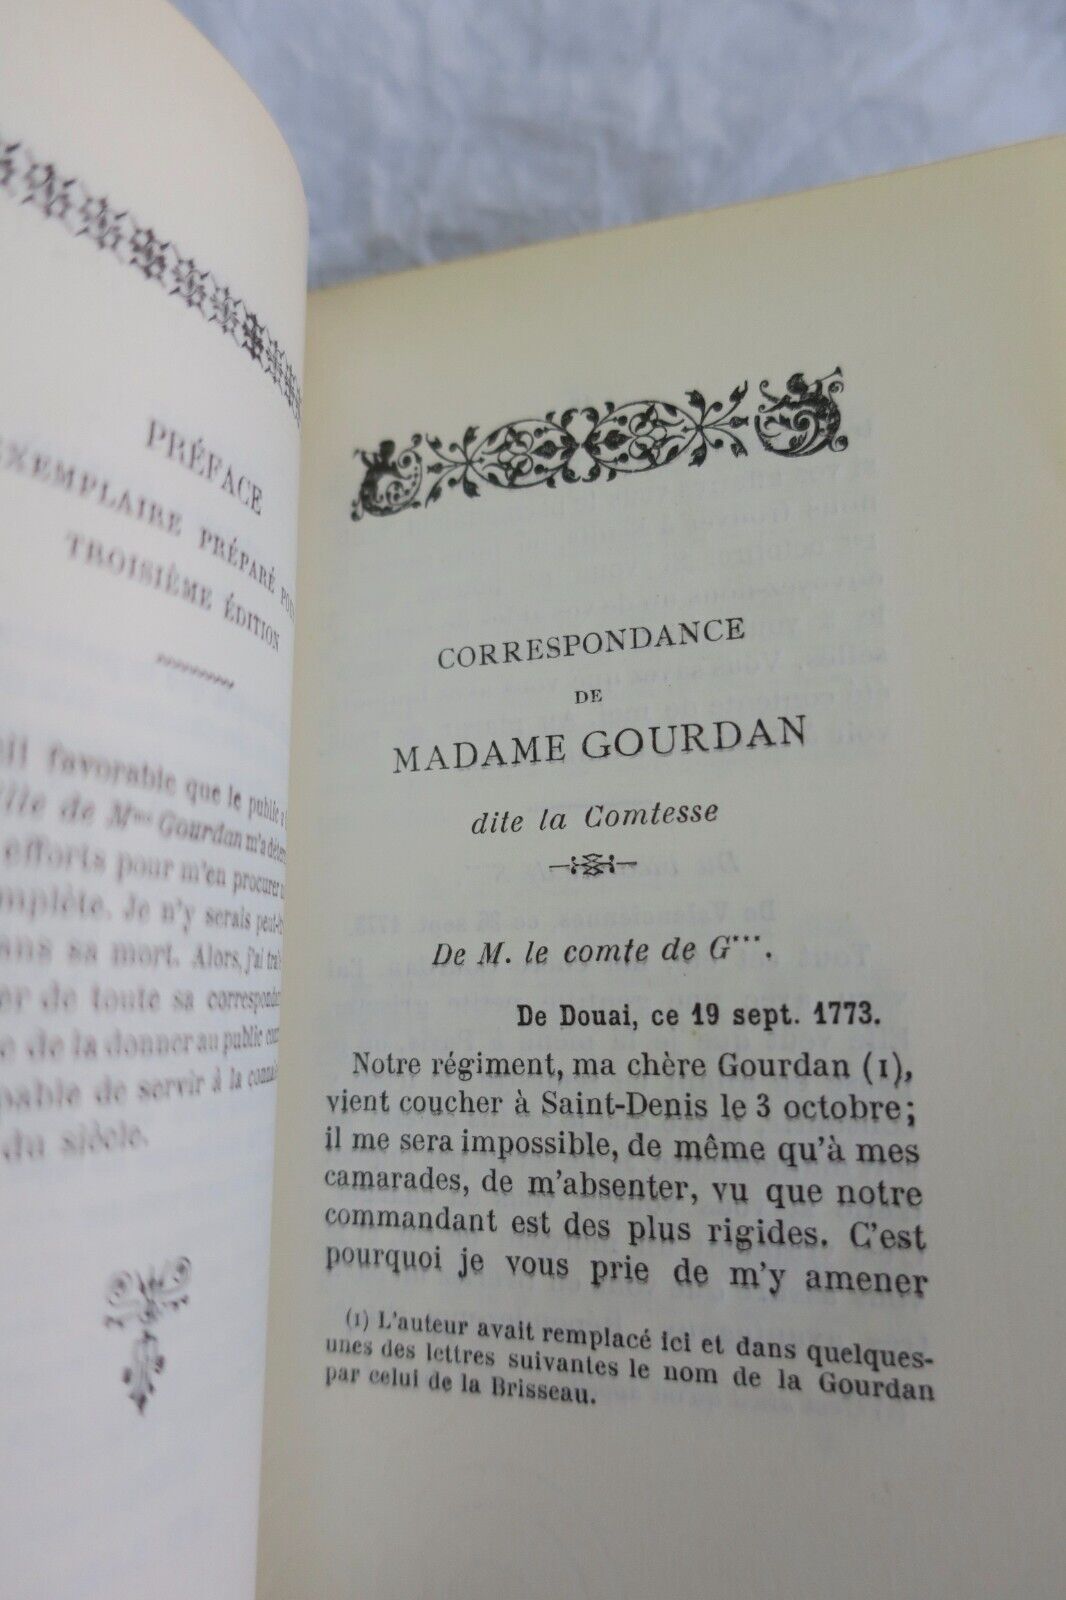 PRÉFACE
EXEMPLAIRE PRÉPARÉ
TROISIÈME ÉDITION
favorable que le public a
de Mme Gourdan m'a
efforts pour m'en procurer
Je n'y serais
sa mort. Alors, j'ai
de toute sa
de la donner au public
de servir à la
du siècle.
CORRESPONDANCE
DE
MADAME GOURDAN
dite la Comtesse
De M. le comte de G***.
De Douai, ce 19 sept. 1773.
Notre régiment, ma chère Gourdan (1),
vient coucher à Saint-Denis le 3 octobre;
il me sera impossible, de même qu'à mes
camarades, de m'absenter, vu que notre
commandant est des plus rigides. C'est
pourquoi je vous prie de m'y amener
(1) L'auteur avait remplacé ici et dans quelques-
unes des lettres suivantes le nom de la Gourdan
par celui de la Brisseau.